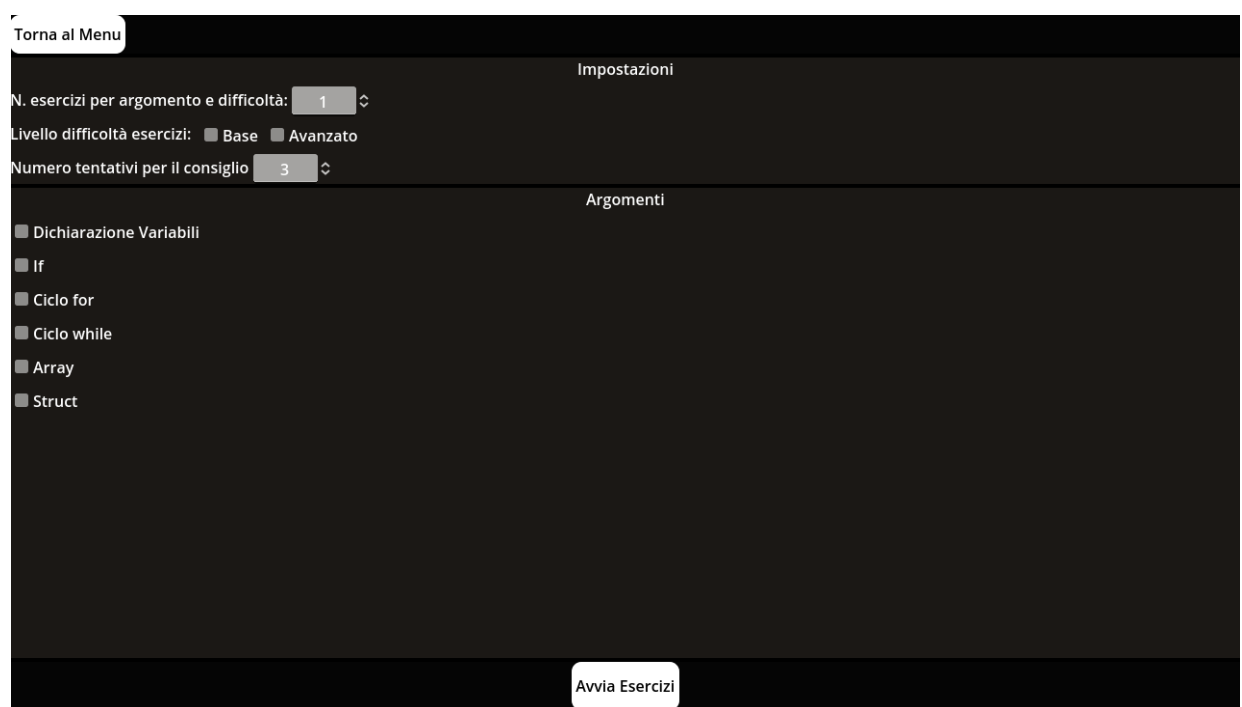 Torna al Menu
Impostazioni
N. esercizi per argomento e difficoltà: 1
Livello difficoltà esercizi: Base Avanzato
Numero tentativi per il consiglio 3
Argomenti
Dichiarazione Variabili
If
Ciclo for
Ciclo while
Array
Struct
Avvia Esercizi